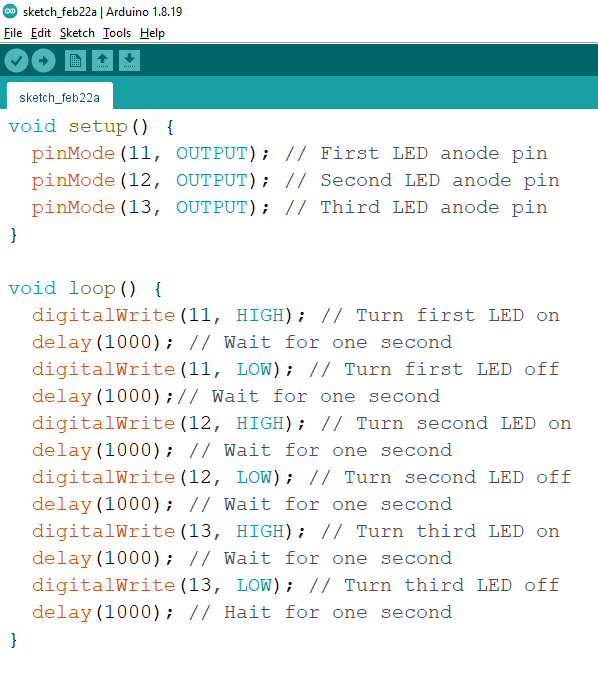 sketch_feb22a | Arduino 1.8.19
File Edit Sketch Tools Help
sketch_feb22a
void setup() {
  pinMode(11, OUTPUT); // First LED anode pin
  pinMode(12, OUTPUT); // Second LED anode pin
  pinMode(13, OUTPUT); // Third LED anode pin
}

void loop() {
  digitalWrite(11, HIGH); // Turn first LED on
  delay(1000); // Wait for one second
  digitalWrite(11, LOW); // Turn first LED off
  delay(1000);// Wait for one second
  digitalWrite(12, HIGH); // Turn second LED on
  delay(1000); // Wait for one second
  digitalWrite(12, LOW); // Turn second LED off
  delay(1000); // Wait for one second
  digitalWrite(13, HIGH); // Turn third LED on
  delay(1000); // Wait for one second
  digitalWrite(13, LOW); // Turn third LED off
  delay(1000); // Hait for one second
}